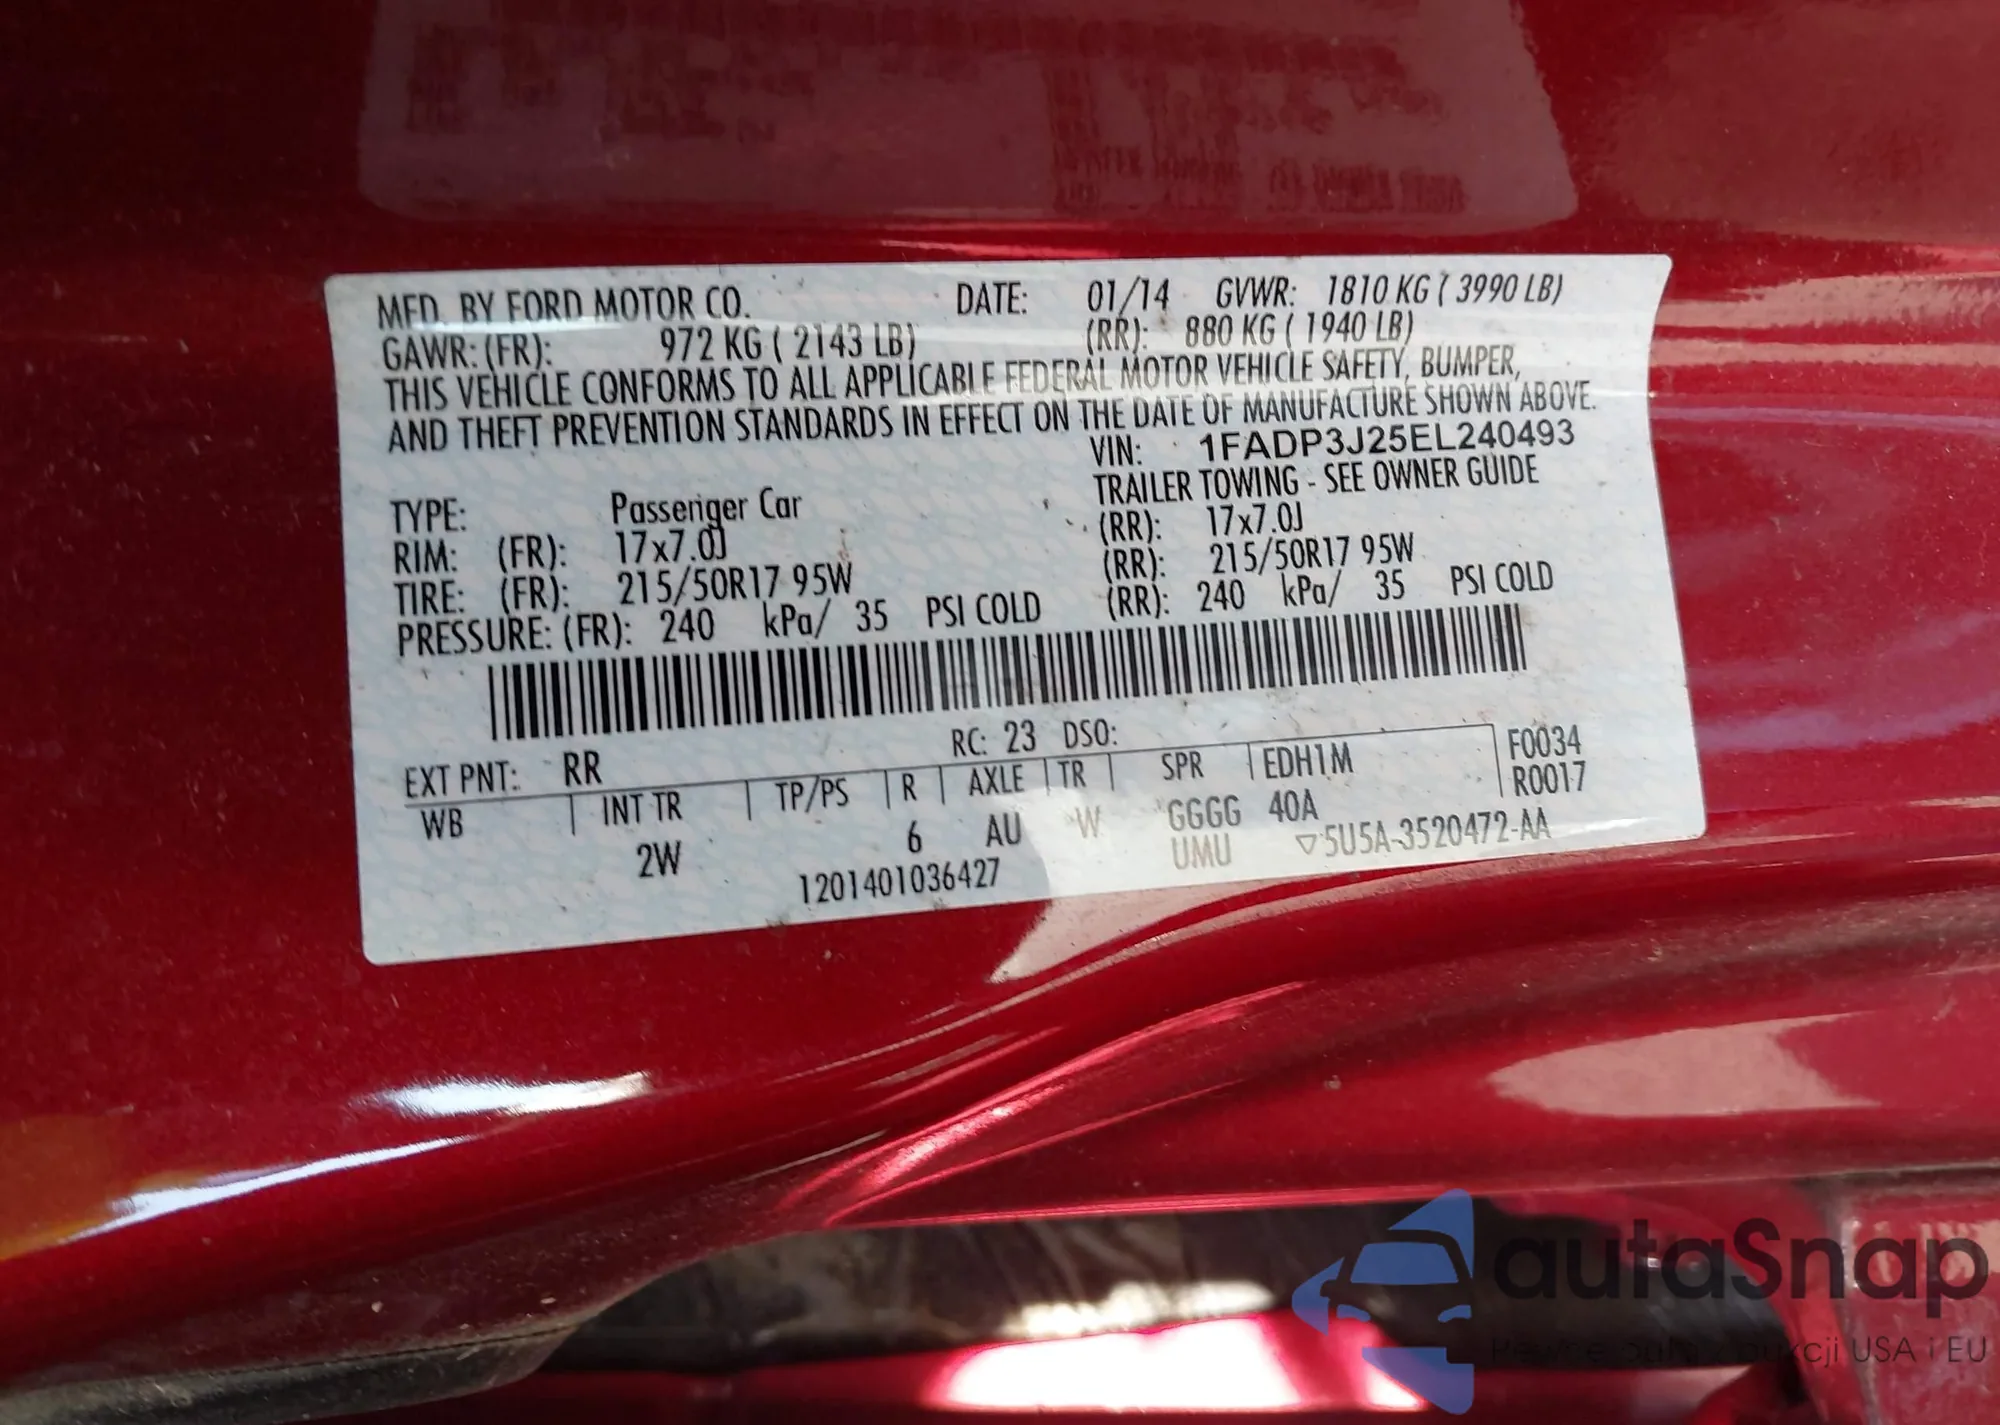 MFD. BY FORD MOTOR CO. DATE: 01/14 GVWR: 1810 KG ( 3990 LB)
GAWR: (FR): 972 KG ( 2143 LB) (RR): 880 KG ( 1940 LB)
THIS VEHICLE CONFORMS TO ALL APPLICABLE FEDERAL MOTOR VEHICLE SAFETY, BUMPER,
AND THEFT PREVENTION STANDARDS IN EFFECT ON THE DATE OF MANUFACTURE SHOWN ABOVE.
VIN: 1FADP3J25EL240493
TYPE: Passenger Car TRAILER TOWING - SEE OWNER GUIDE
RIM: (FR): 17x7.0J (RR): 17x7.0J
TIRE: (FR): 215/50R17 95W (RR): 215/50R17 95W
PRESSURE: (FR): 240 kPa/ 35 PSI COLD (RR): 240 kPa/ 35 PSI COLD
EXT PNT: RR RC: 23 DSO: F0034
WB INT TR TP/PS R AXLE TR SPR EDH1M R0017
2W 6 AU W GGGG 40A
UMU ▽5U5A-3520472-AA
1201401036427
autaSnap
USA i EU